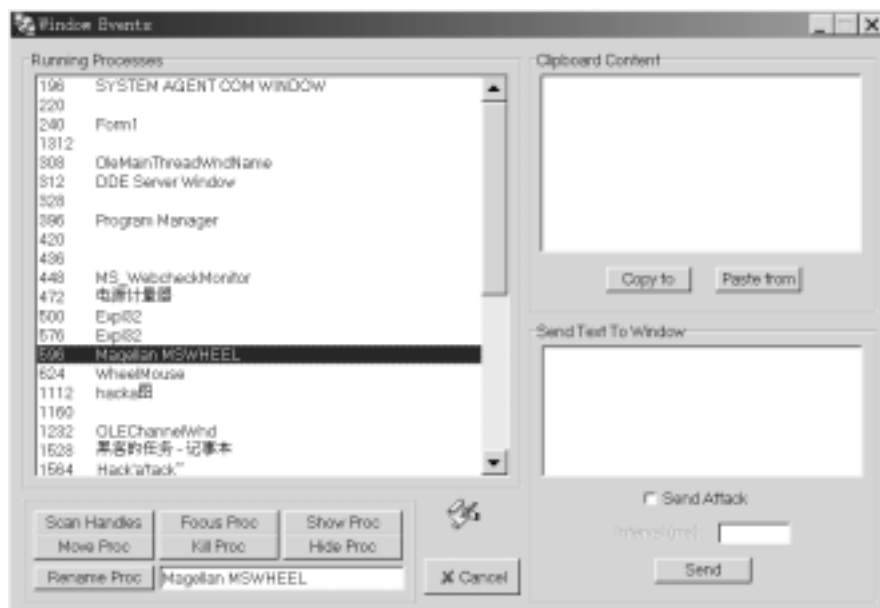 Window Events
Running Processes
196 SYSTEM AGENT COM WINDOW
220
240 Form1
1312
308 OleMainThreadWndName
312 DDE Server Window
328
396 Program Manager
420
436
448 MS_WebcheckMonitor
472 电源计量器
500 Expl32
576 Expl32
596 Magellan MSWHEEL
624 WheelMouse
1112 hacka
1160
1232 OLEChannelWnd
1528 黑客的任务 - 记事本
1564 Hack'a'tack"
Scan Handles Focus Proc Show Proc
Move Proc Kill Proc Hide Proc
Rename Proc Magellan MSWHEEL
Cancel
Clipboard Content
Copy to Paste from
Send Text To Window
Send Attack
Interval (ms)
Send